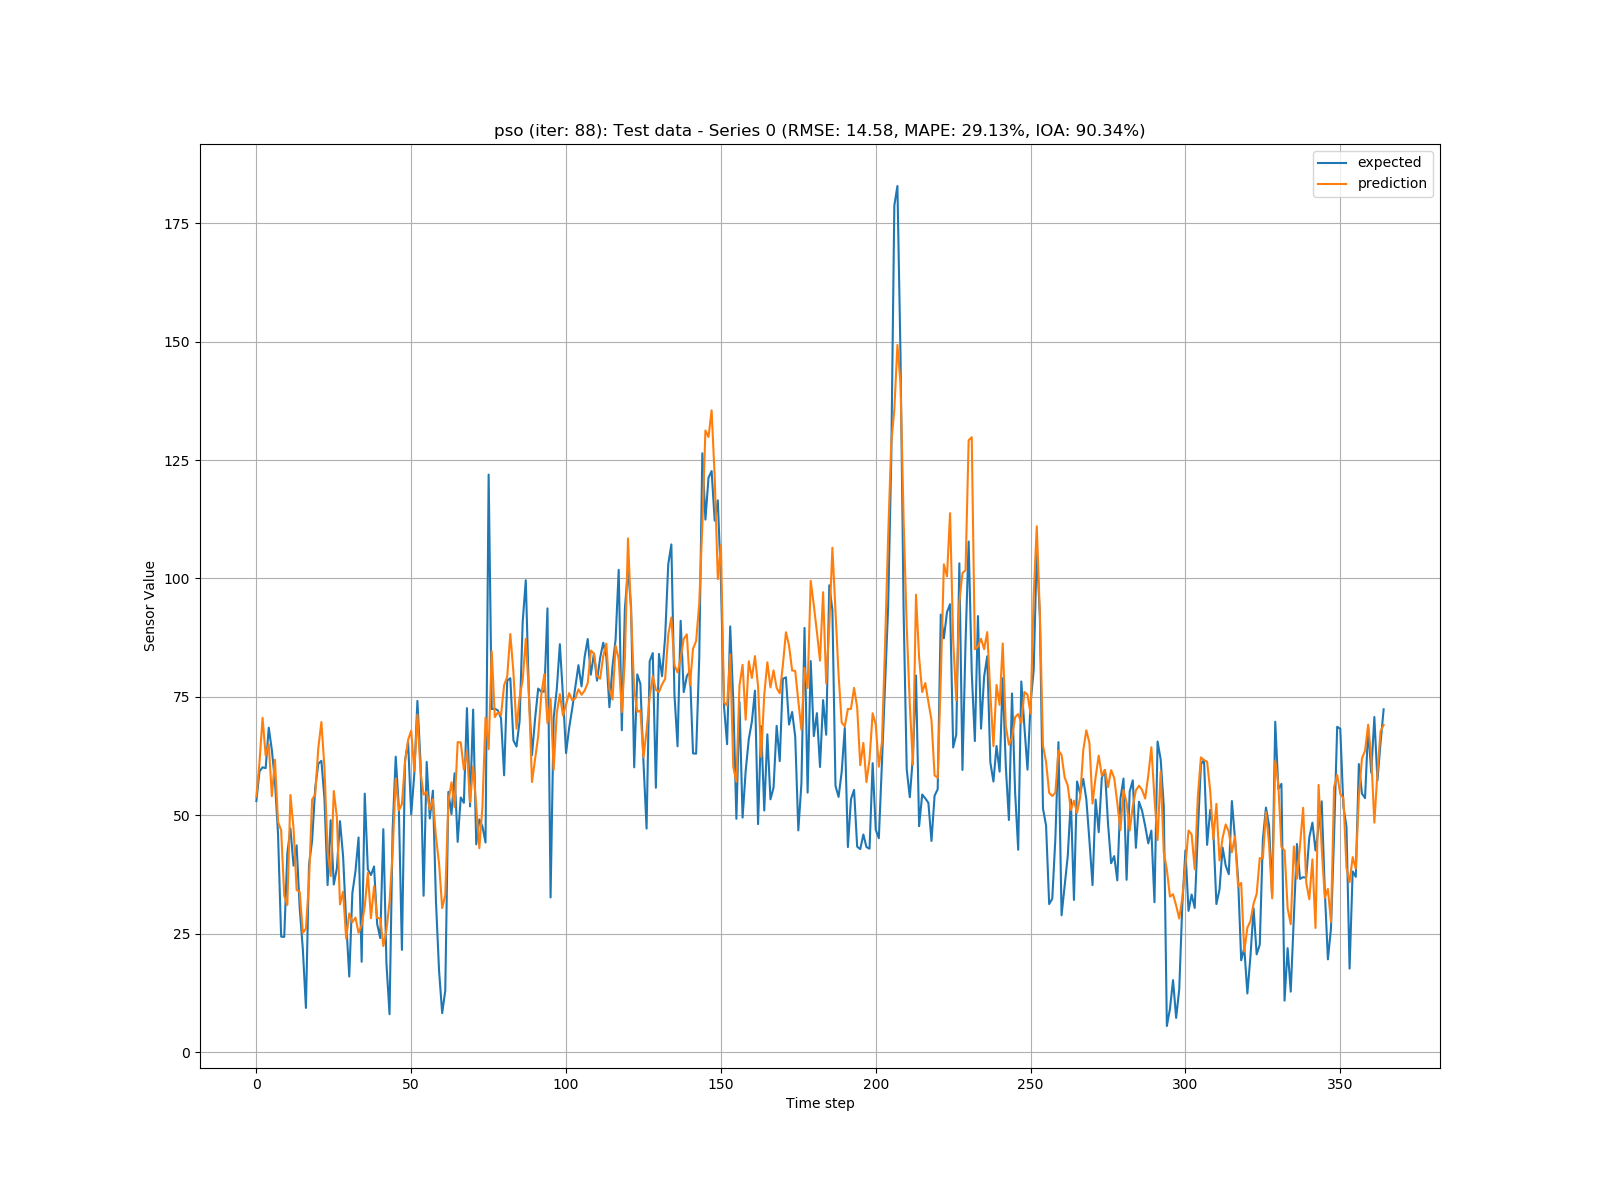 pso (iter: 88): Test data - Series 0 (RMSE: 14.58, MAPE: 29.13%, IOA: 90.34%)
expected
prediction
175
150
125
100
75
50
25
0
Sensor Value
0 50 100 150 200 250 300 350
Time step